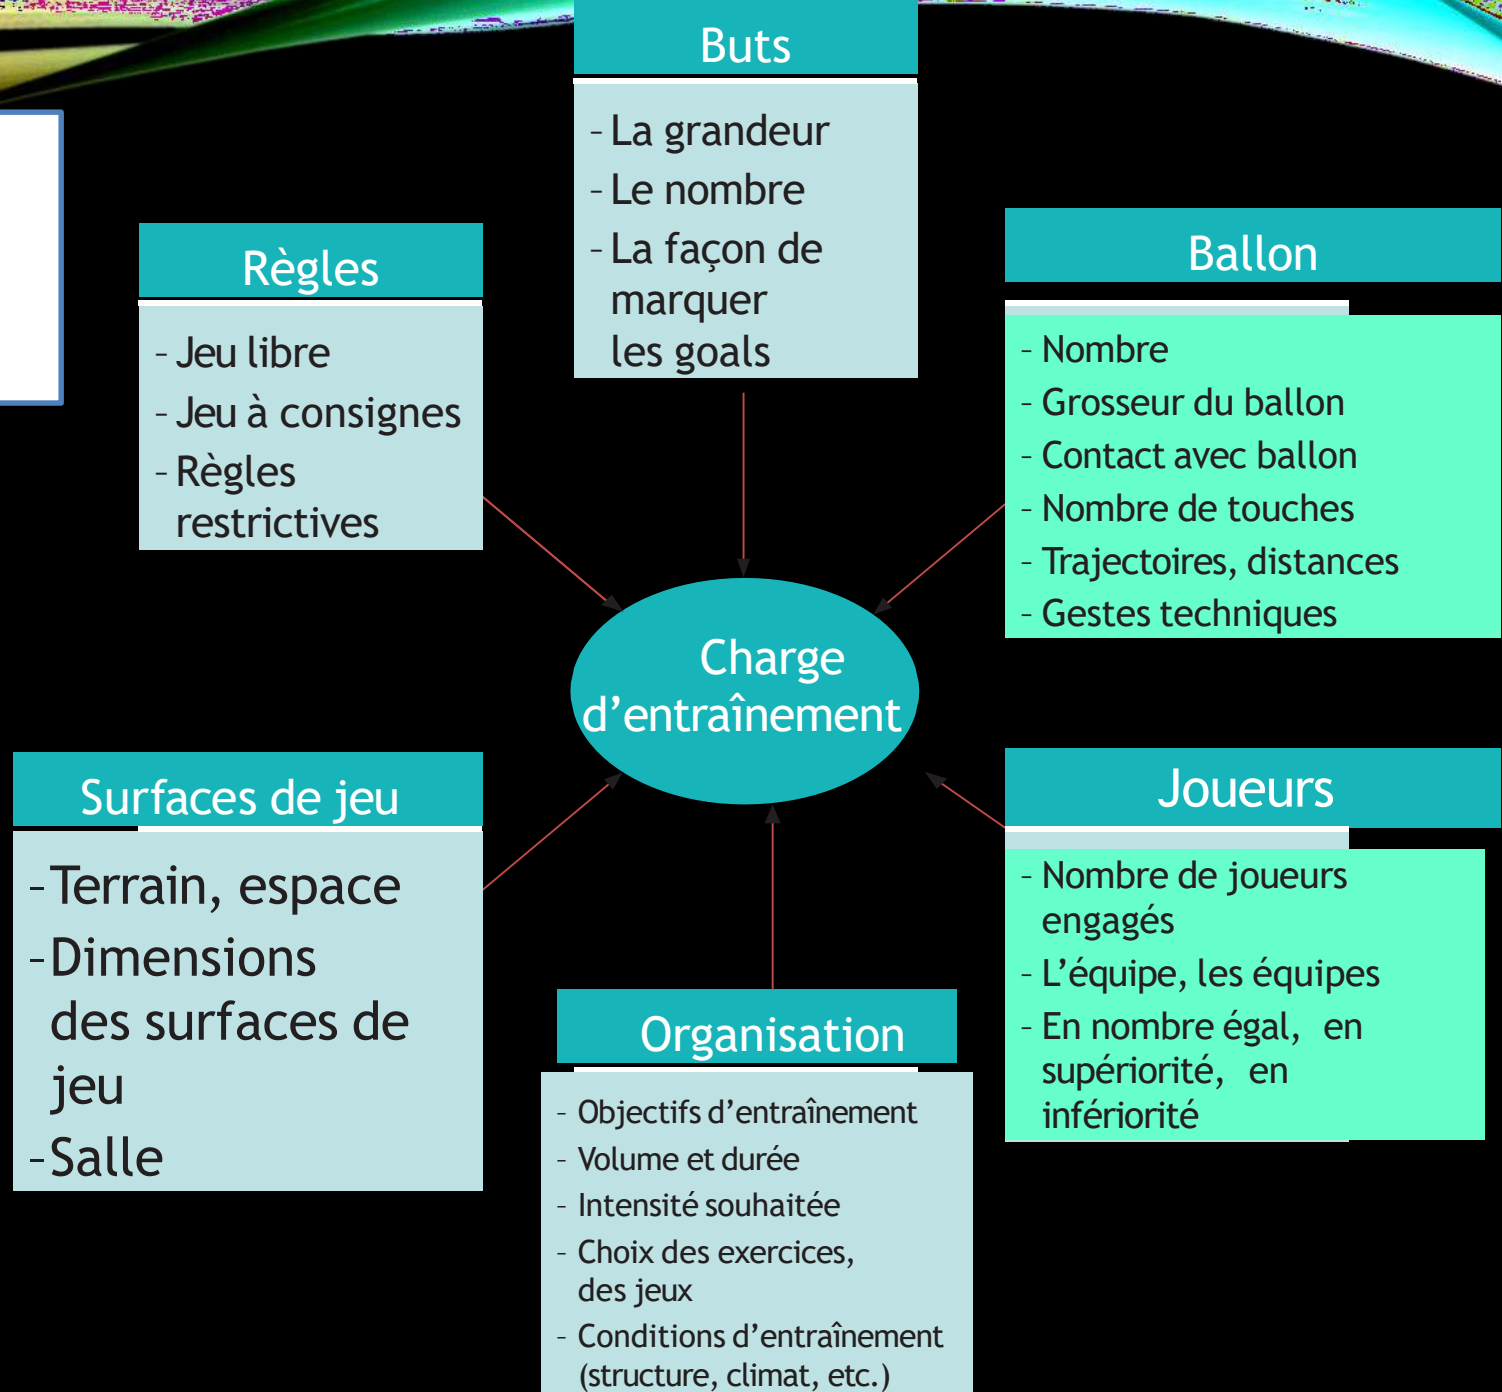 Buts
- La grandeur
- Le nombre
- La façon de
marquer
les goals
Règles
- Jeu libre
- Jeu à consignes
- Règles
restrictives
Ballon
- Nombre
- Grosseur du ballon
- Contact avec ballon
- Nombre de touches
- Trajectoires, distances
- Gestes techniques
Charge
d’entraînement
Surfaces de jeu
- Terrain, espace
- Dimensions
des surfaces de
jeu
- Salle
Joueurs
- Nombre de joueurs
engagés
- L’équipe, les équipes
- En nombre égal, en
supériorité, en
infériorité
Organisation
- Objectifs d’entraînement
- Volume et durée
- Intensité souhaitée
- Choix des exercices,
des jeux
- Conditions d’entraînement
(structure, climat, etc.)